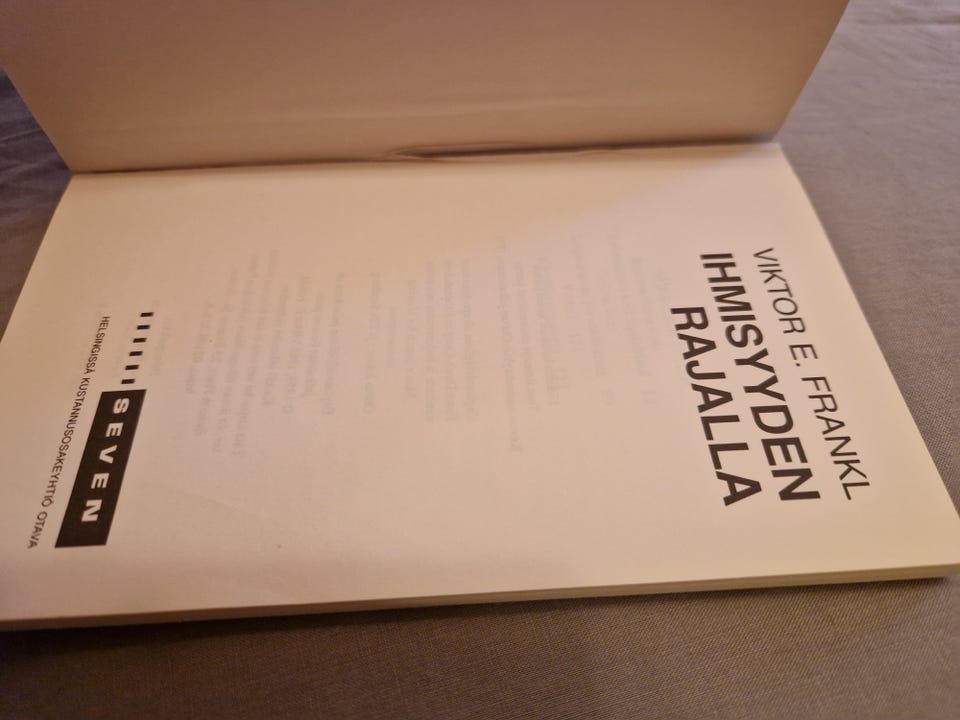 VIKTOR E. FRANKL
IHMISYYDEN
RAJALLA
SEVEN
HELSINGISSÄ KUSTANNUSOSAKEYHTIÖ OTAVA